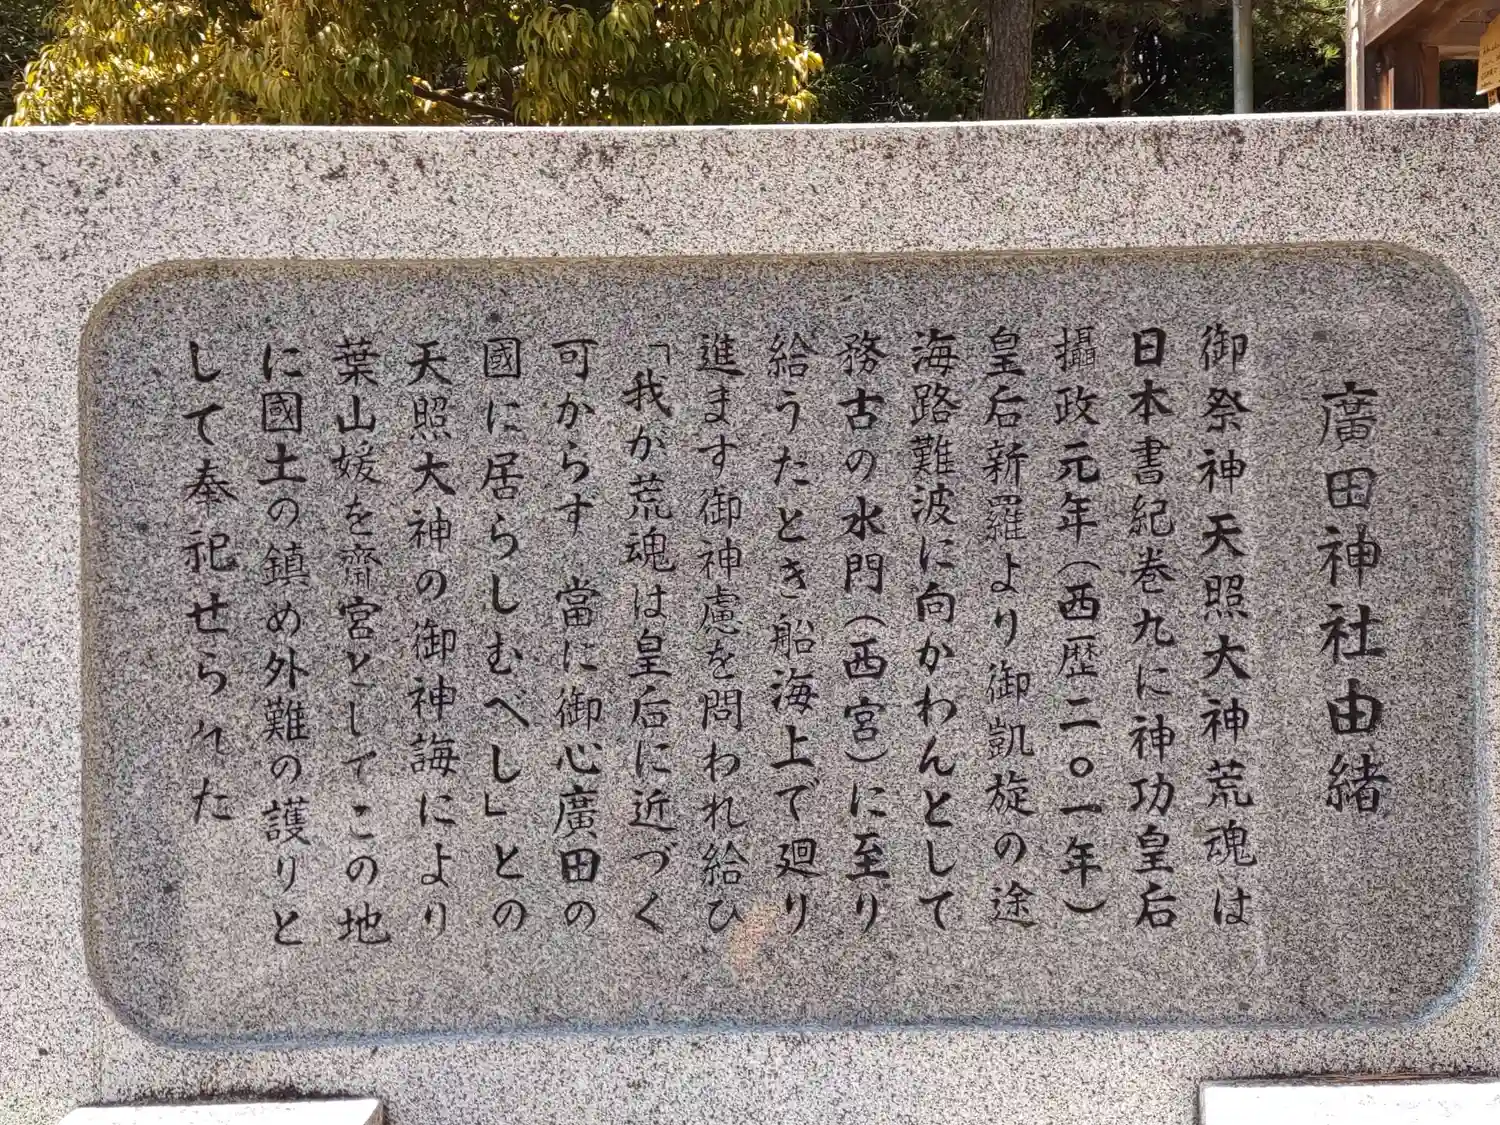 廣田神社由緒
御祭神天照大神荒魂は
日本書紀巻九に神功皇后
攝政元年(西歴二〇一年)
皇后新羅より御凱旋の途
海路難波に向かわんとして
務古の水門(西宮)に至り
給うたとき船海上で廻り
進ます御神慮を問われ給ひ
「我か荒魂は皇后に近づく
可からす 當に御心廣田の
國に居らしむべし」との
天照大神の御神誨により
葉山媛を齋宮としてこの地
に國土の鎮め外難の護りと
して奉祀せられた